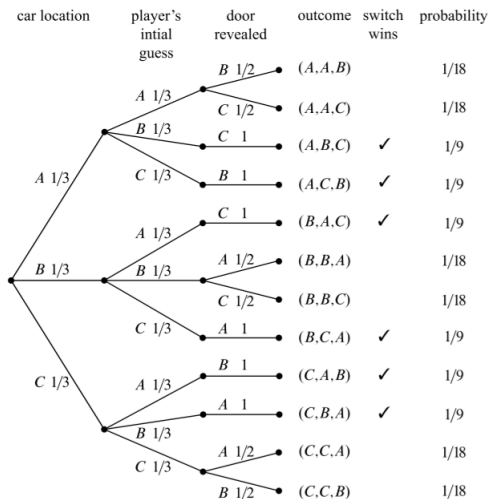 car location player's door outcome switch probability
intial revealed wins
guess
B 1/2 (A,A,B) 1/18
A 1/3
C 1/2 (A,A,C) 1/18
B 1/3 C 1 (A,B,C) ✓ 1/9
A 1/3 C 1/3 B 1 (A,C,B) ✓ 1/9
A 1/3 C 1 (B,A,C) ✓ 1/9
B 1/3 B 1/3 A 1/2 (B,B,A) 1/18
C 1/2 (B,B,C) 1/18
C 1/3 A 1 (B,C,A) ✓ 1/9
C 1/3 A 1/3 B 1 (C,A,B) ✓ 1/9
A 1 (C,B,A) ✓ 1/9
B 1/3
C 1/3 A 1/2 (C,C,A) 1/18
B 1/2 (C,C,B) 1/18